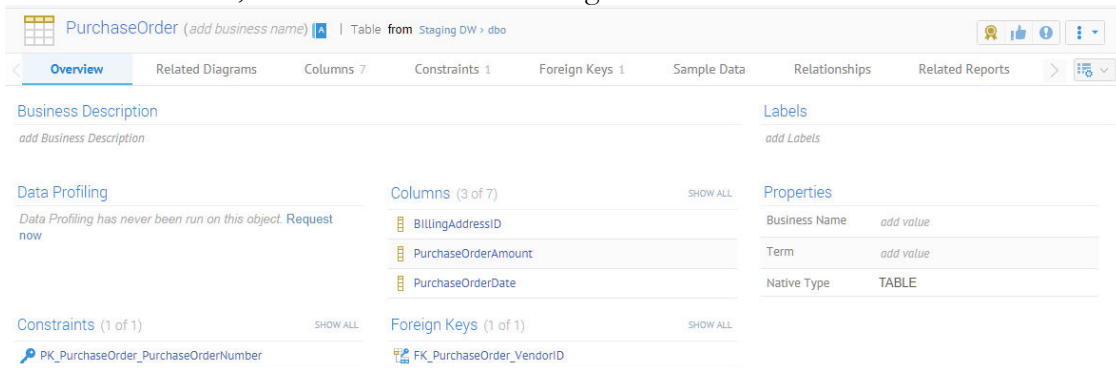 PurchaseOrder (add business name) A | Table from Staging DW › dbo
Overview Related Diagrams Columns 7 Constraints 1 Foreign Keys 1 Sample Data Relationships Related Reports
Business Description
add Business Description
Labels
add Labels
Data Profiling
Data Profiling has never been run on this object. Request
now
Columns (3 of 7) SHOW ALL
BIllingAddressID
PurchaseOrderAmount
PurchaseOrderDate
Properties
Business Name add value
Term add value
Native Type TABLE
Constraints (1 of 1) SHOW ALL
PK_PurchaseOrder_PurchaseOrderNumber
Foreign Keys (1 of 1) SHOW ALL
FK_PurchaseOrder_VendorID